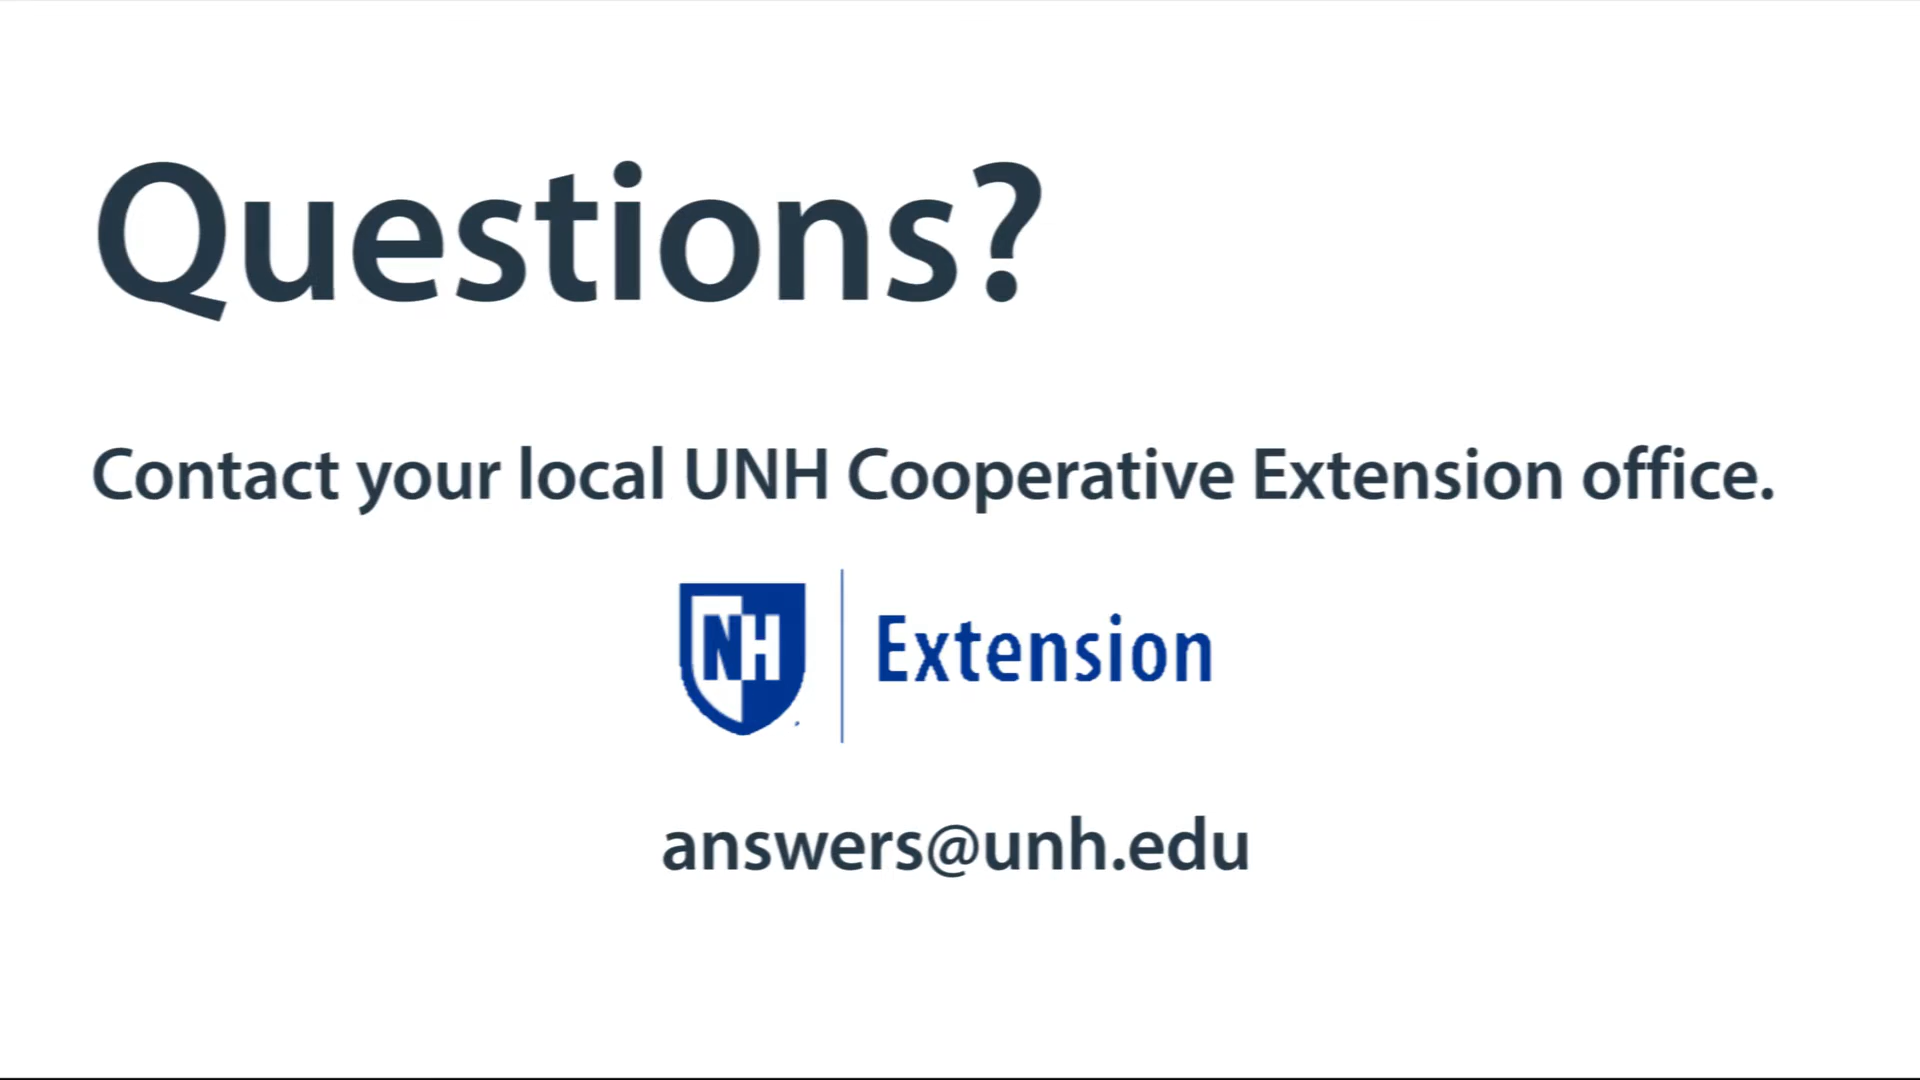 Questions?
Contact your local UNH Cooperative Extension office.
NH Extension
answers@unh.edu